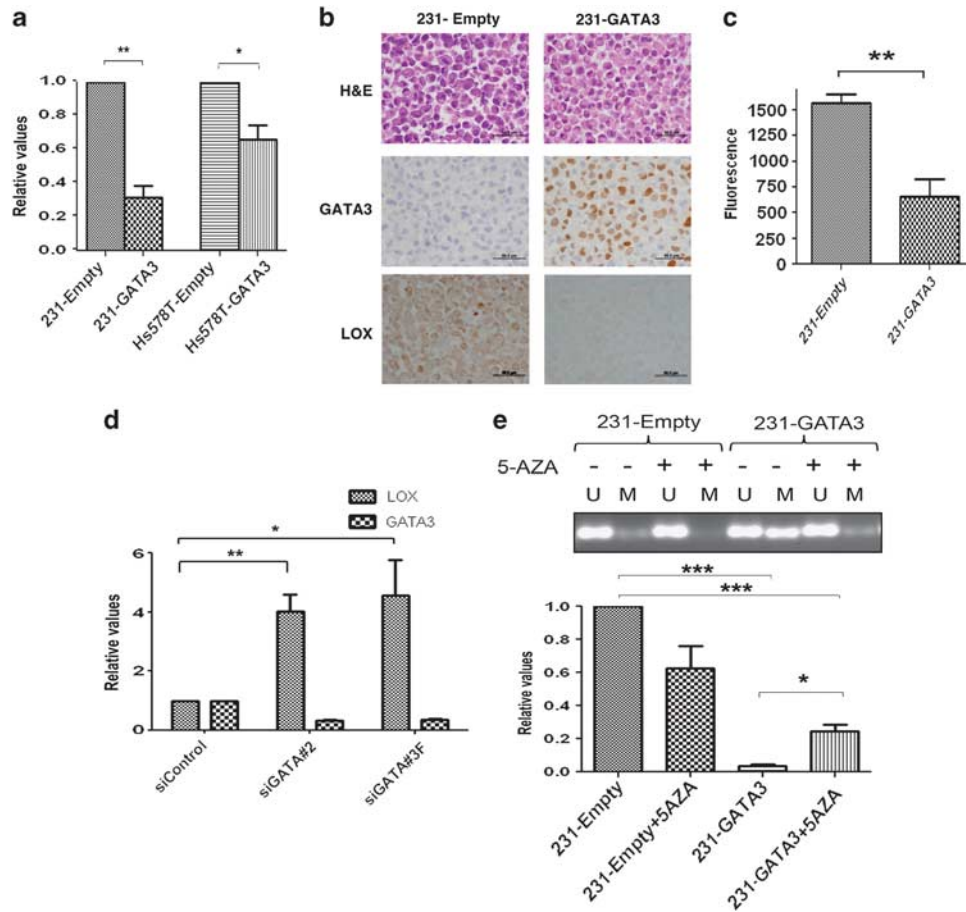 a
** *
Relative values
1.0
0.8
0.6
0.4
0.2
0.0
231-Empty
231-GATA3
Hs578T-Empty
Hs578T-GATA3
b
231- Empty 231-GATA3
H&E
GATA3
LOX
c
**
Fluorescence
1500
1250
1000
750
500
250
0
231-Empty
231-GATA3
d
LOX
GATA3
*
**
Relative values
6
4
2
0
siControl
siGATA#2
siGATA#3F
e
231-Empty 231-GATA3
5-AZA - - + + - - + +
U M U M U M U M
***
***
*
Relative values
1.0
0.8
0.6
0.4
0.2
0.0
231-Empty
231-Empty+5AZA
231-GATA3
231-GATA3+5AZA